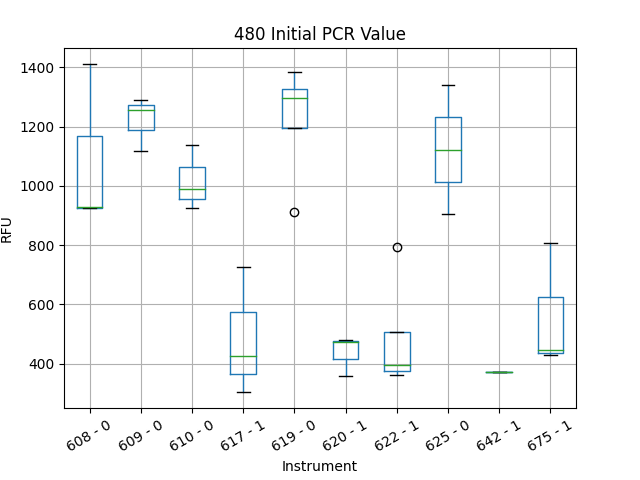 480 Initial PCR Value
1400
1200
1000
800
600
400
RFU
608 - 0
609 - 0
610 - 0
617 - 1
619 - 0
620 - 1
622 - 1
625 - 0
642 - 1
675 - 1
Instrument